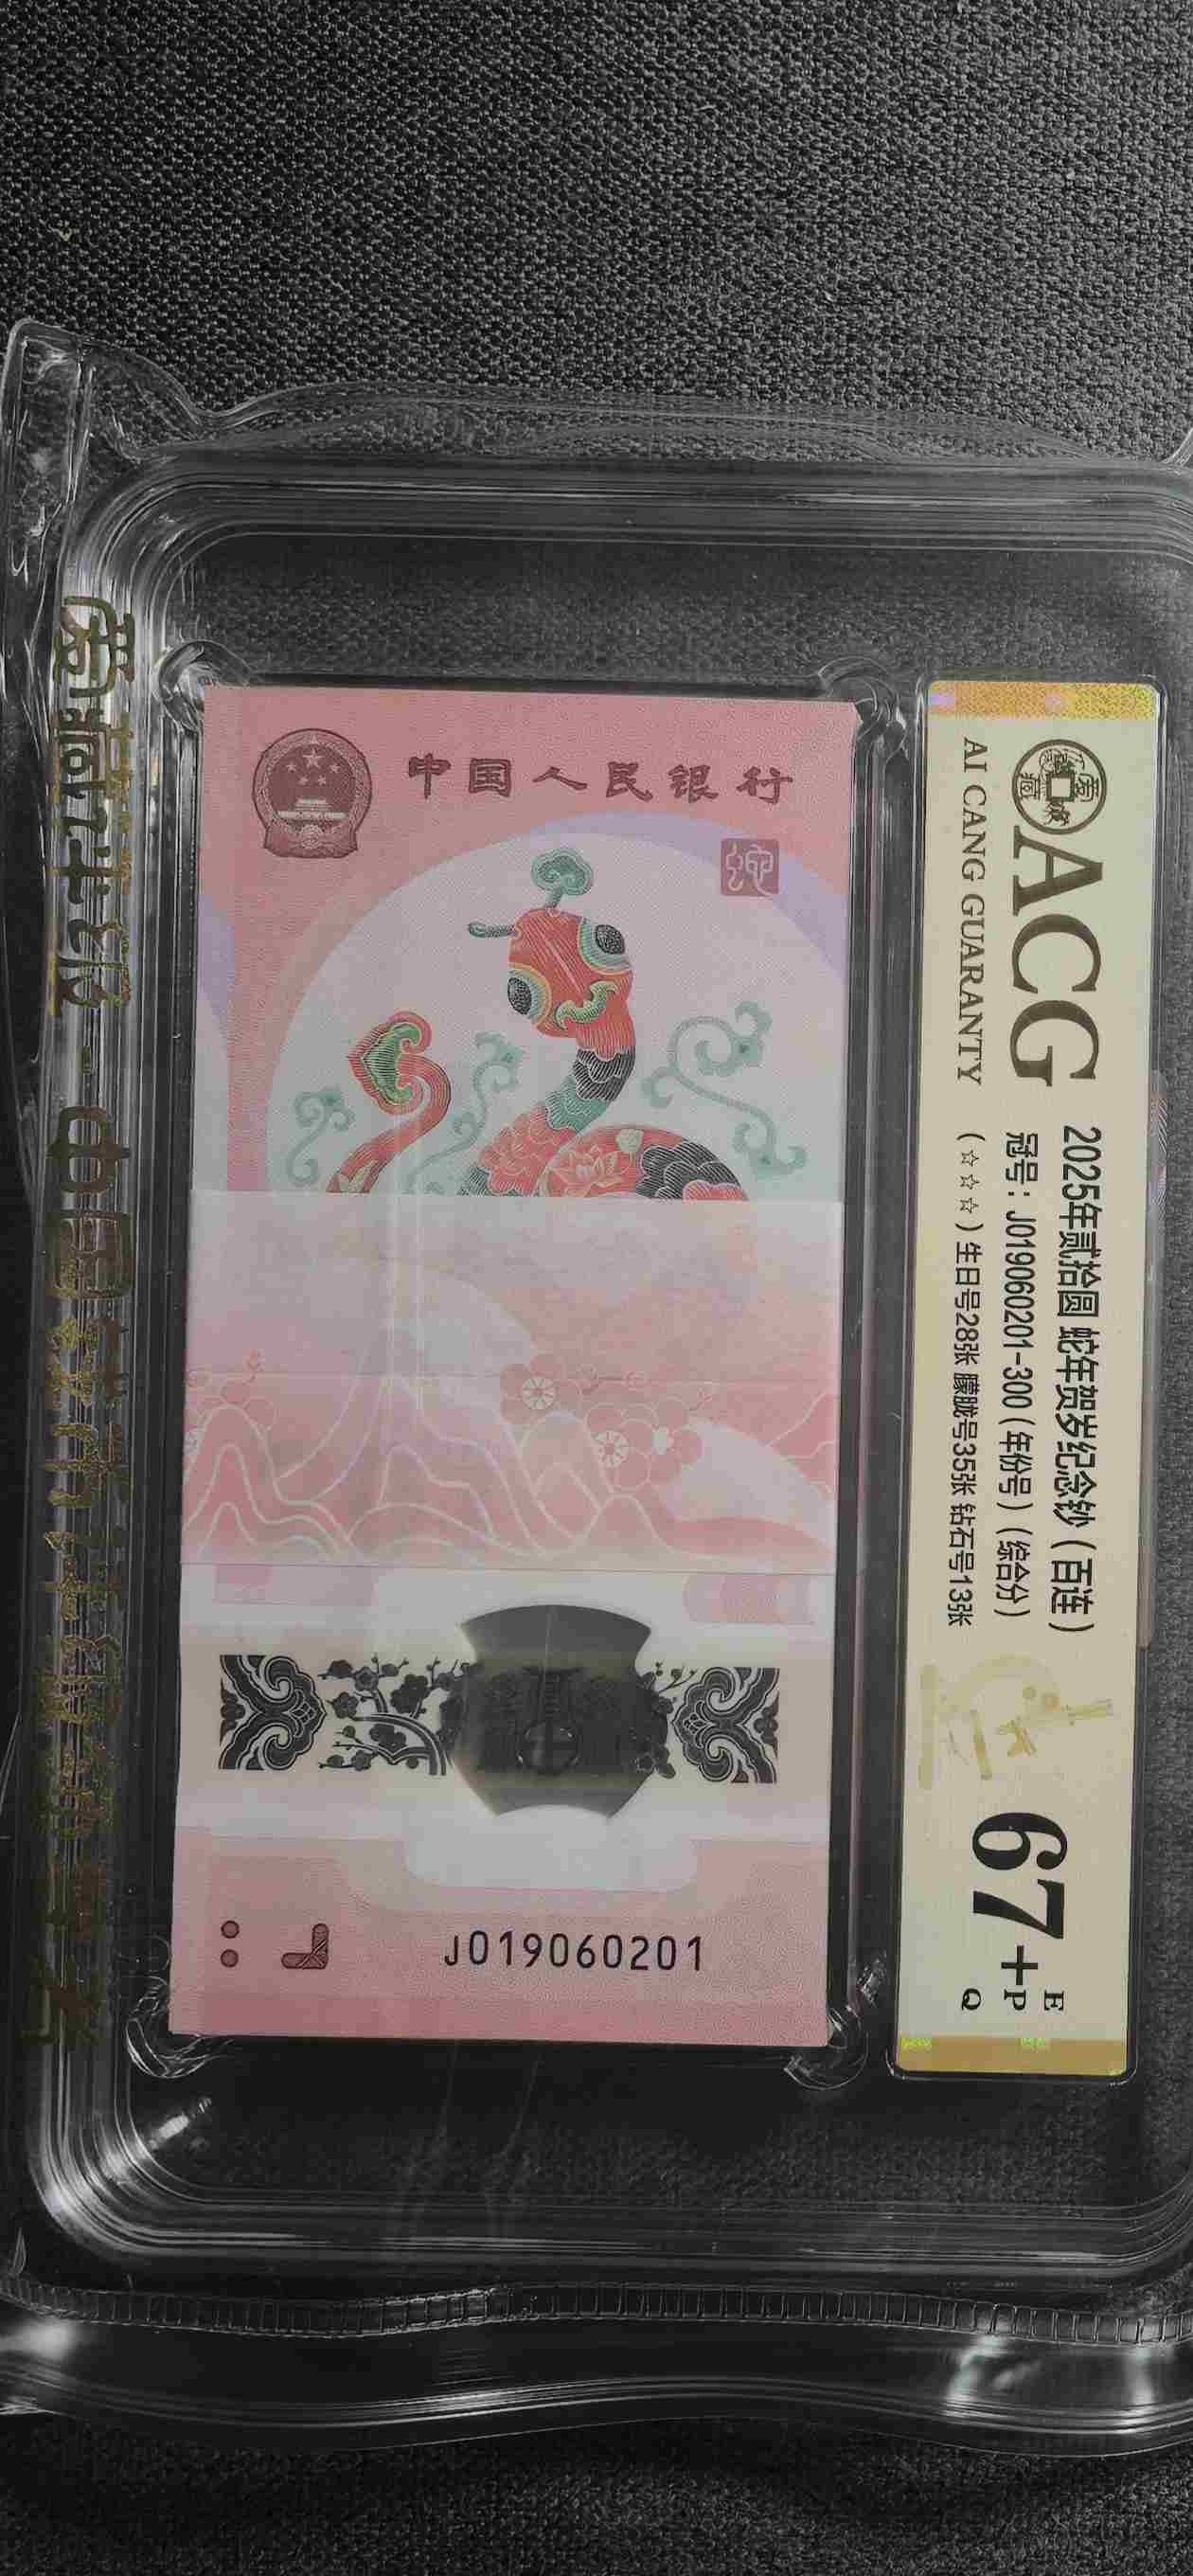 中国人民银行
J019060201
ACG
AI CANG GUARANTY
2025年贰拾圆 蛇年贺岁纪念钞（百连）
冠号：J019060201-300（年份号）（综合分）
（☆☆☆）生日号28张 朦胧号35张 钻石号13张
67+
E
P
Q